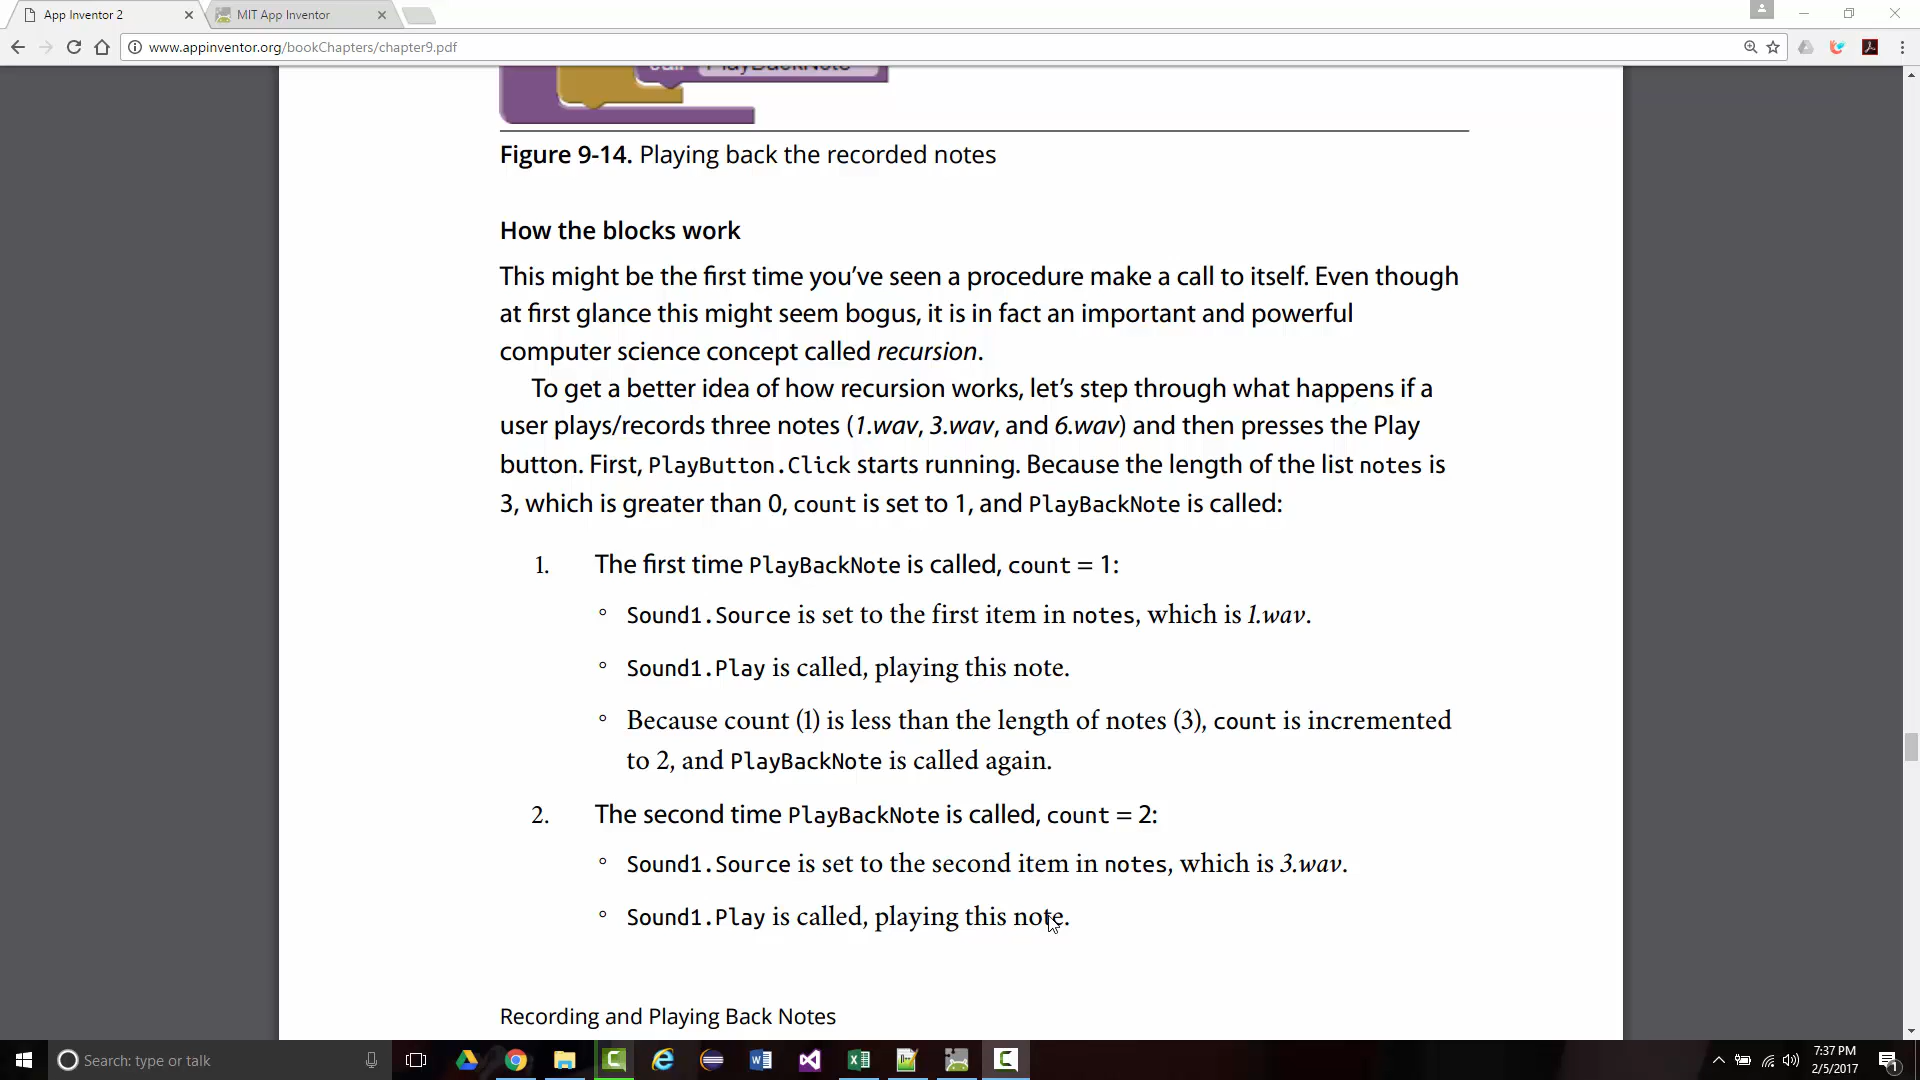 App Inventor 2
MIT App Inventor
www.appinventor.org/bookChapters/chapter9.pdf
call PlayBackNote
Figure 9-14. Playing back the recorded notes
How the blocks work
This might be the first time you’ve seen a procedure make a call to itself. Even though
at first glance this might seem bogus, it is in fact an important and powerful
computer science concept called recursion.
To get a better idea of how recursion works, let’s step through what happens if a
user plays/records three notes (1.wav, 3.wav, and 6.wav) and then presses the Play
button. First, PlayButton.Click starts running. Because the length of the list notes is
3, which is greater than 0, count is set to 1, and PlayBackNote is called:
1. The first time PlayBackNote is called, count = 1:
◦ Sound1.Source is set to the first item in notes, which is 1.wav.
◦ Sound1.Play is called, playing this note.
◦ Because count (1) is less than the length of notes (3), count is incremented
to 2, and PlayBackNote is called again.
2. The second time PlayBackNote is called, count = 2:
◦ Sound1.Source is set to the second item in notes, which is 3.wav.
◦ Sound1.Play is called, playing this note.
Recording and Playing Back Notes
Search: type or talk
7:37 PM
2/5/2017
1